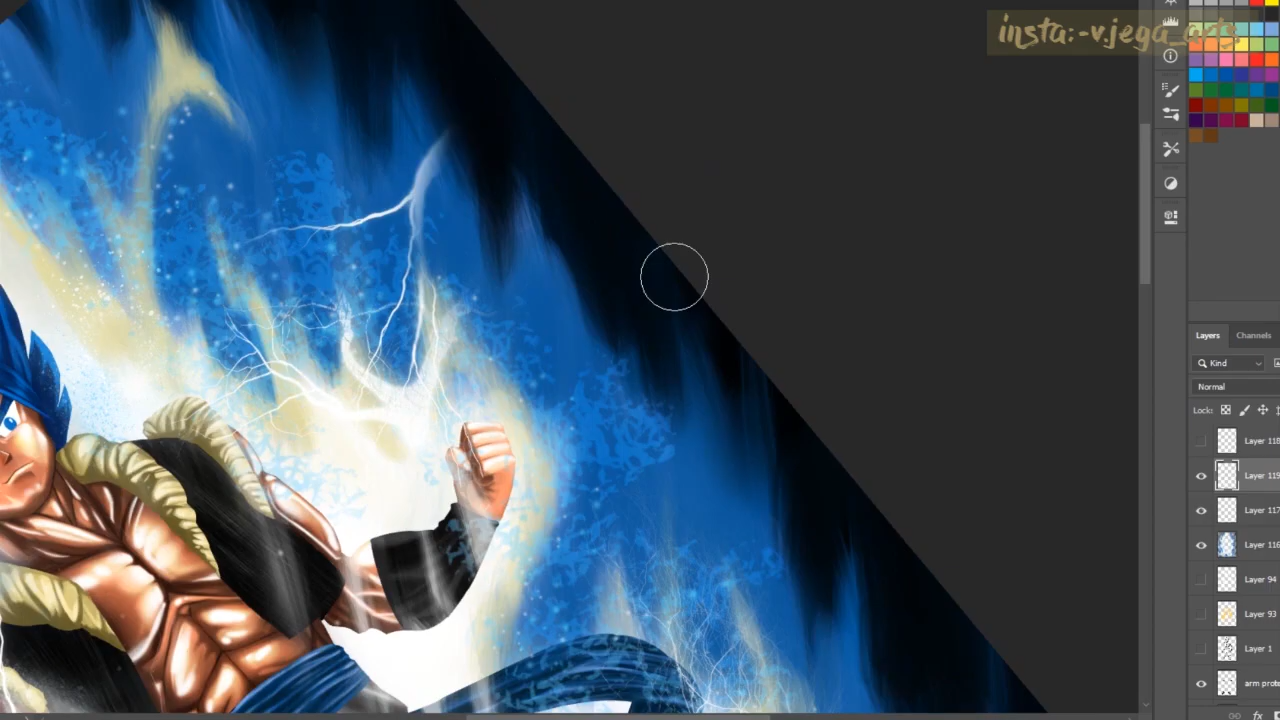 insta:-v.jega_arts
Layers Channels
Kind
Normal
Lock:
Layer 118
Layer 119
Layer 117
Layer 116
Layer 94
Layer 93
Layer 1
arm prote
fx